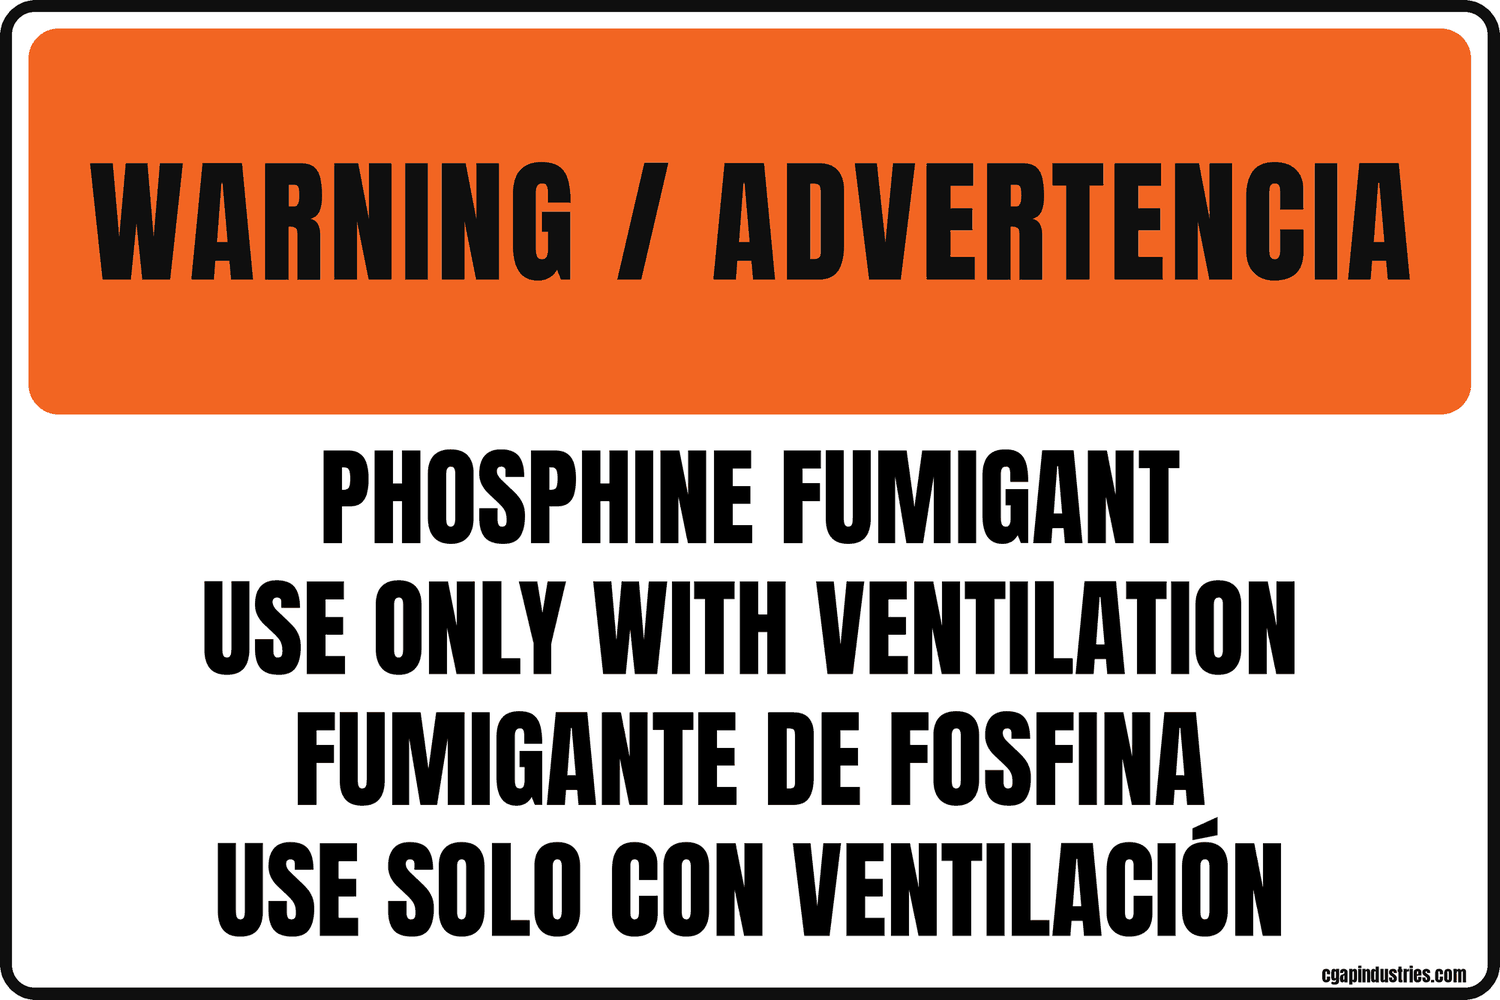 WARNING / ADVERTENCIA
PHOSPHINE FUMIGANT
USE ONLY WITH VENTILATION
FUMIGANTE DE FOSFINA
USE SOLO CON VENTILACIÓN
cgapindustries.com